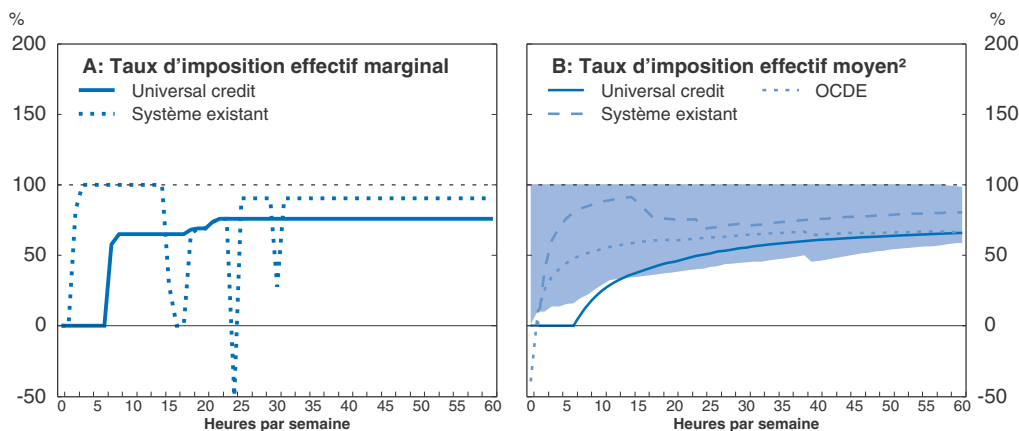 %
%
200
150
100
50
0
-50
A: Taux d'imposition effectif marginal
Universal credit
Système existant
0 5 10 15 20 25 30 35 40 45 50 55 60
Heures par semaine
B: Taux d'imposition effectif moyen²
Universal credit
OCDE
Système existant
0 5 10 15 20 25 30 35 40 45 50 55 60
Heures par semaine
200
150
100
50
0
-50